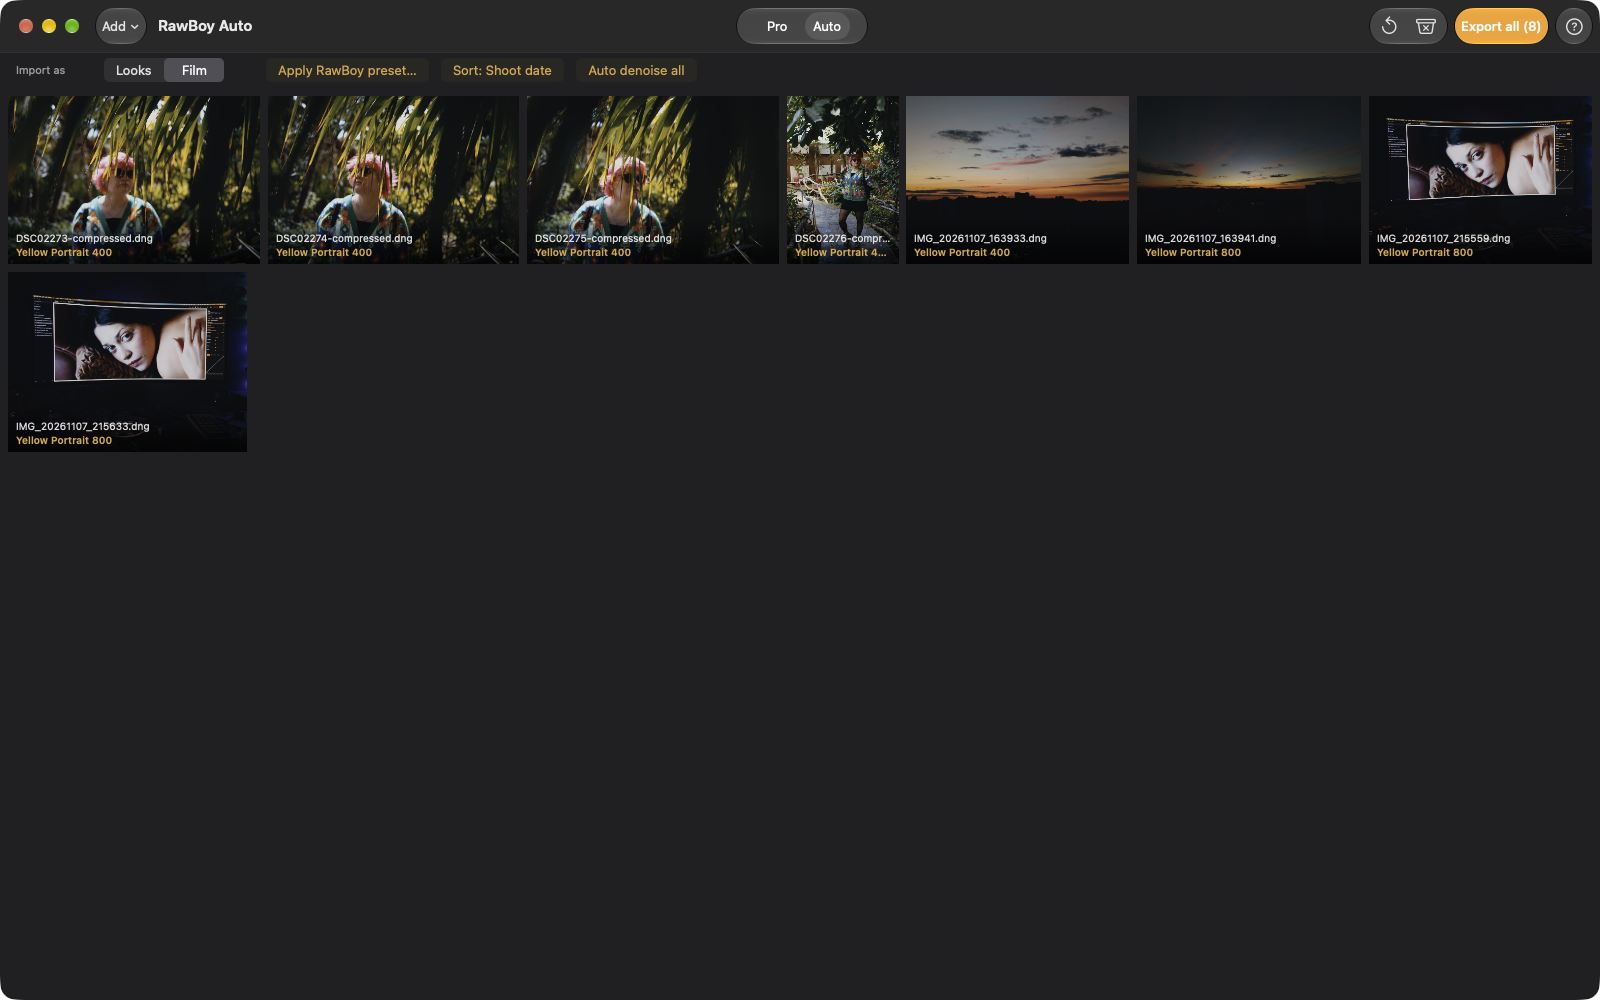 Add
RawBoy Auto
Pro
Auto
Export all (8)
?
Import as
Looks
Film
Apply RawBoy preset...
Sort: Shoot date
Auto denoise all
DSC02273-compressed.dng
Yellow Portrait 400
DSC02274-compressed.dng
Yellow Portrait 400
DSC02275-compressed.dng
Yellow Portrait 400
DSC02276-compr...
Yellow Portrait 4...
IMG_20261107_163933.dng
Yellow Portrait 400
IMG_20261107_163941.dng
Yellow Portrait 800
IMG_20261107_215559.dng
Yellow Portrait 800
IMG_20261107_215633.dng
Yellow Portrait 800